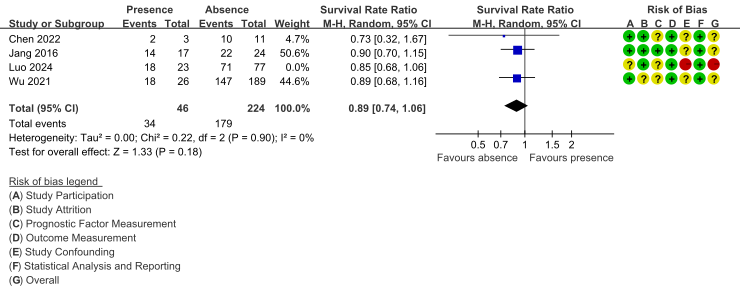 Presence Absence Survival Rate Ratio Survival Rate Ratio Risk of Bias
Study or Subgroup Events Total Events Total Weight M-H, Random, 95% CI M-H, Random, 95% CI A B C D E F G
Chen 2022 2 3 10 11 4.7% 0.73 [0.32, 1.67] + + ? + ? + ?
Jang 2016 14 17 22 24 50.6% 0.90 [0.70, 1.15] + + + + ? + ?
Luo 2024 18 23 71 77 0.0% 0.85 [0.68, 1.06] ? + ? +
Wu 2021 18 26 147 189 44.6% 0.89 [0.68, 1.16] + ? ? + ? + ?
Total (95% CI) 46 224 100.0% 0.89 [0.74, 1.06]
Total events 34 179
Heterogeneity: Tau² = 0.00; Chi² = 0.22, df = 2 (P = 0.90); I² = 0%
Test for overall effect: Z = 1.33 (P = 0.18)
0.5 0.7 1 1.5 2
Favours absence Favours presence
Risk of bias legend
(A) Study Participation
(B) Study Attrition
(C) Prognostic Factor Measurement
(D) Outcome Measurement
(E) Study Confounding
(F) Statistical Analysis and Reporting
(G) Overall